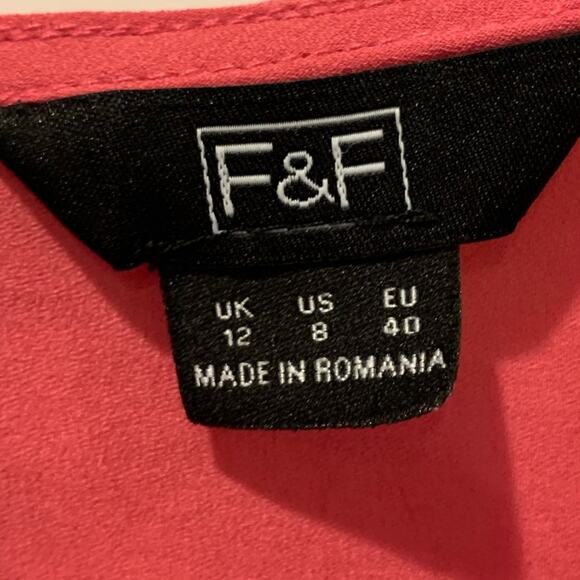 F&F
UK US EU
12 8 40
MADE IN ROMANIA